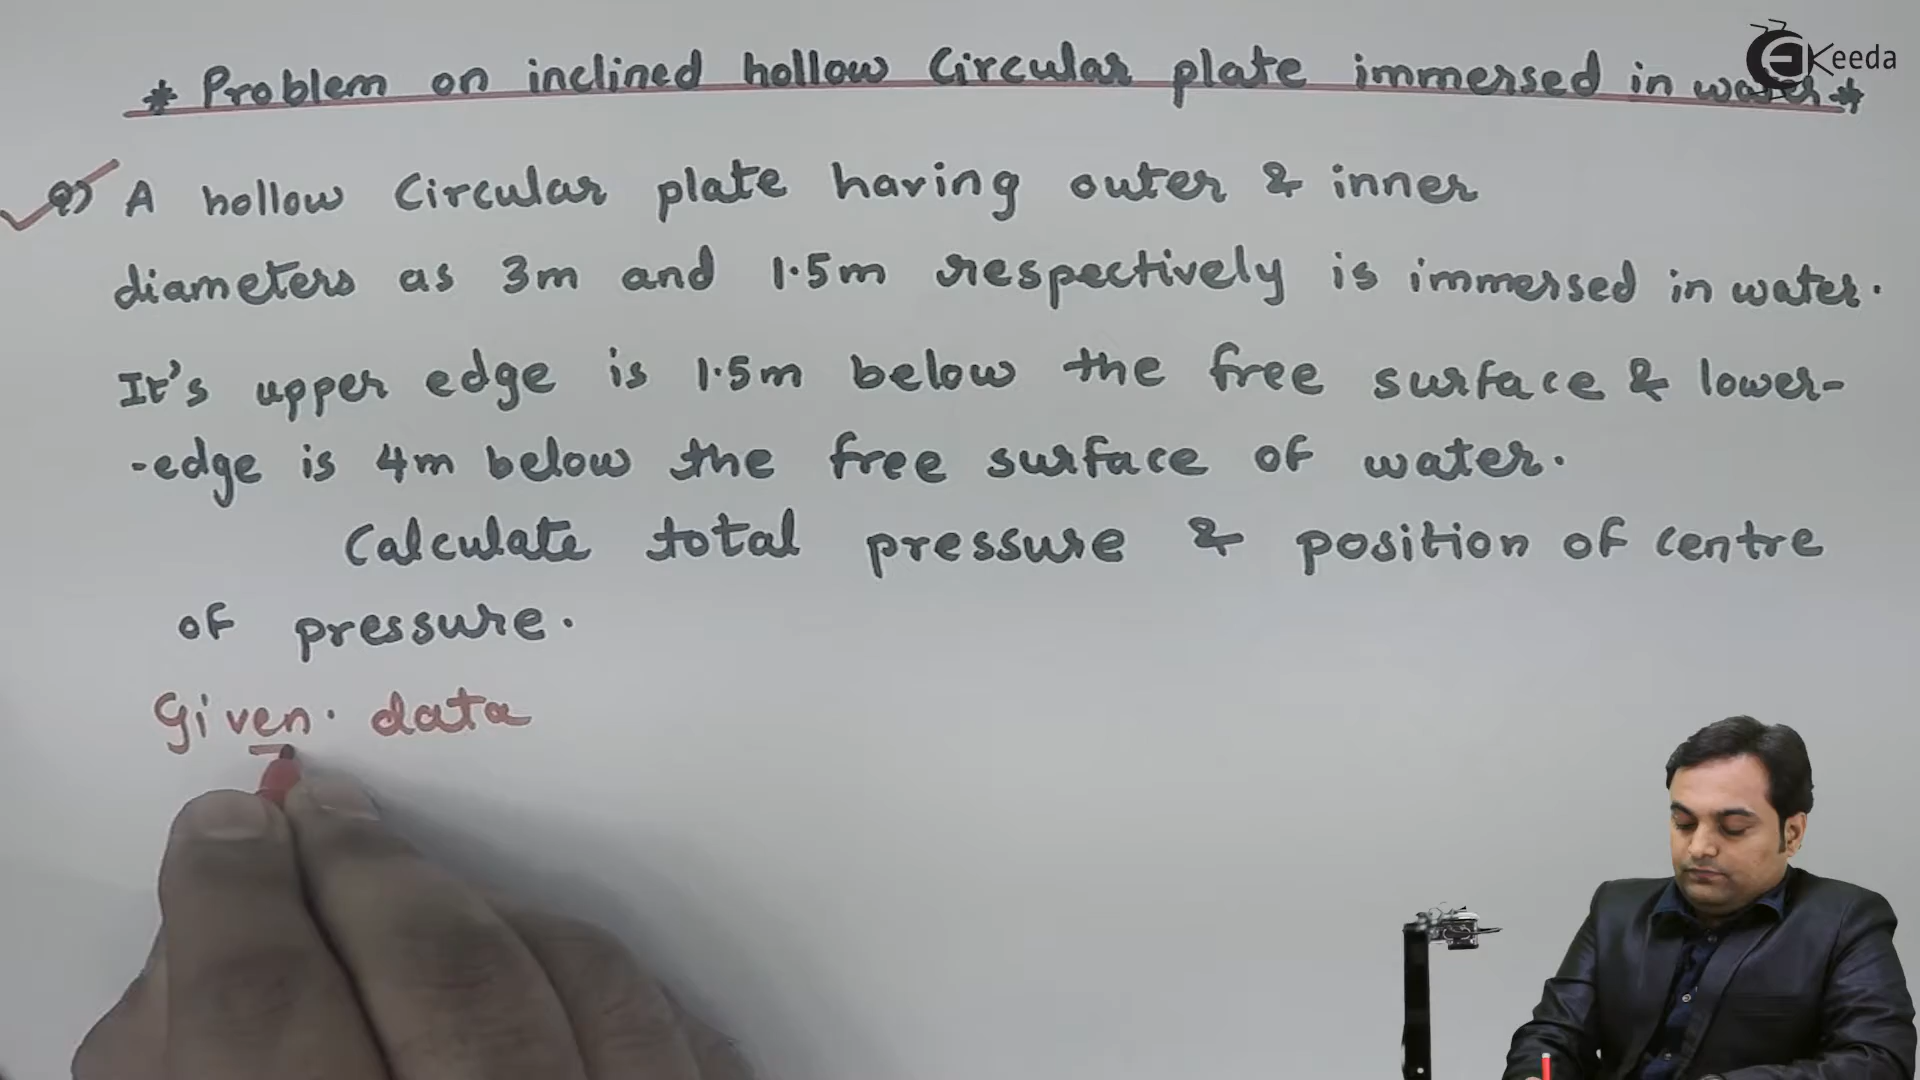 Keeda
* Problem on inclined hollow Circular plate immersed in water *
Q) A hollow Circular plate having outer & inner
diameters as 3m and 1.5m respectively is immersed in water.
It's upper edge is 1.5m below the free surface & lower-
-edge is 4m below the free surface of water.
Calculate total pressure & position of centre
of pressure.
Given data